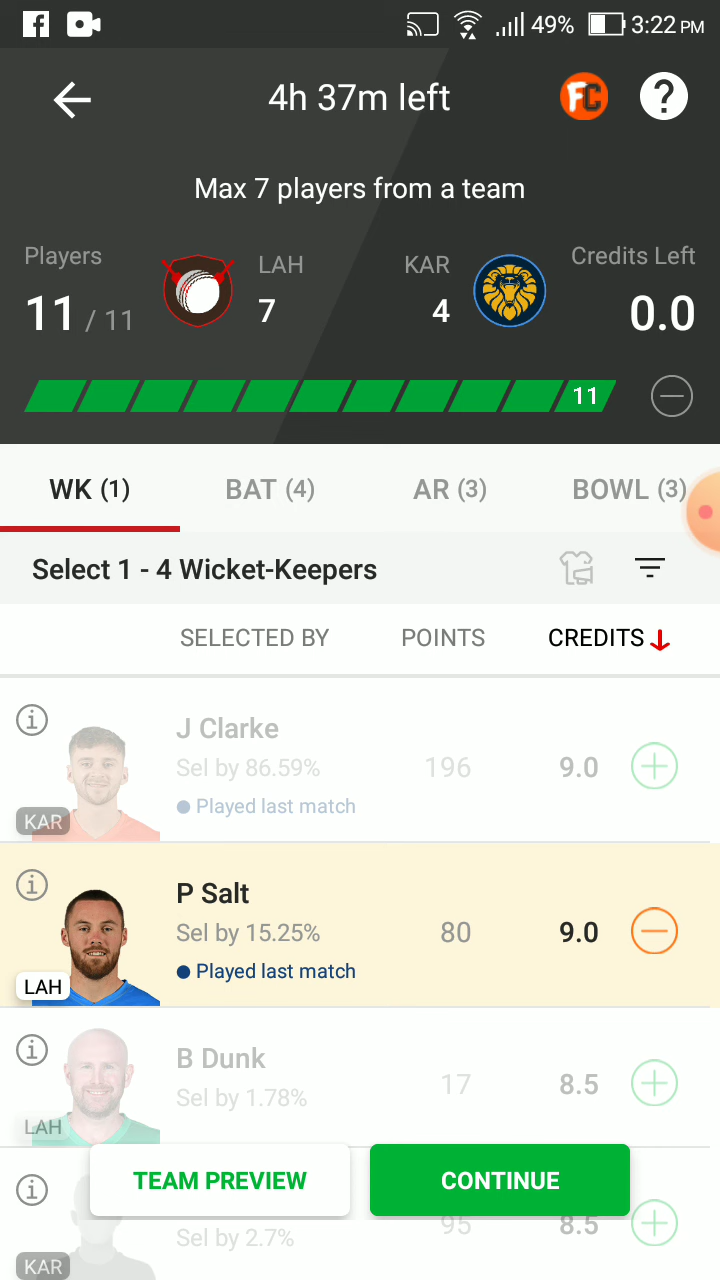 49% 3:22 PM
4h 37m left
FC
?
Max 7 players from a team
Players
LAH
KAR
Credits Left
11 / 11
7
4
0.0
11
WK (1)
BAT (4)
AR (3)
BOWL (3)
Select 1 - 4 Wicket-Keepers
SELECTED BY
POINTS
CREDITS
J Clarke
Sel by 86.59%
196
9.0
Played last match
KAR
P Salt
Sel by 15.25%
80
9.0
Played last match
LAH
B Dunk
Sel by 1.78%
17
8.5
LAH
TEAM PREVIEW
CONTINUE
Sel by 2.7%
95
8.5
KAR